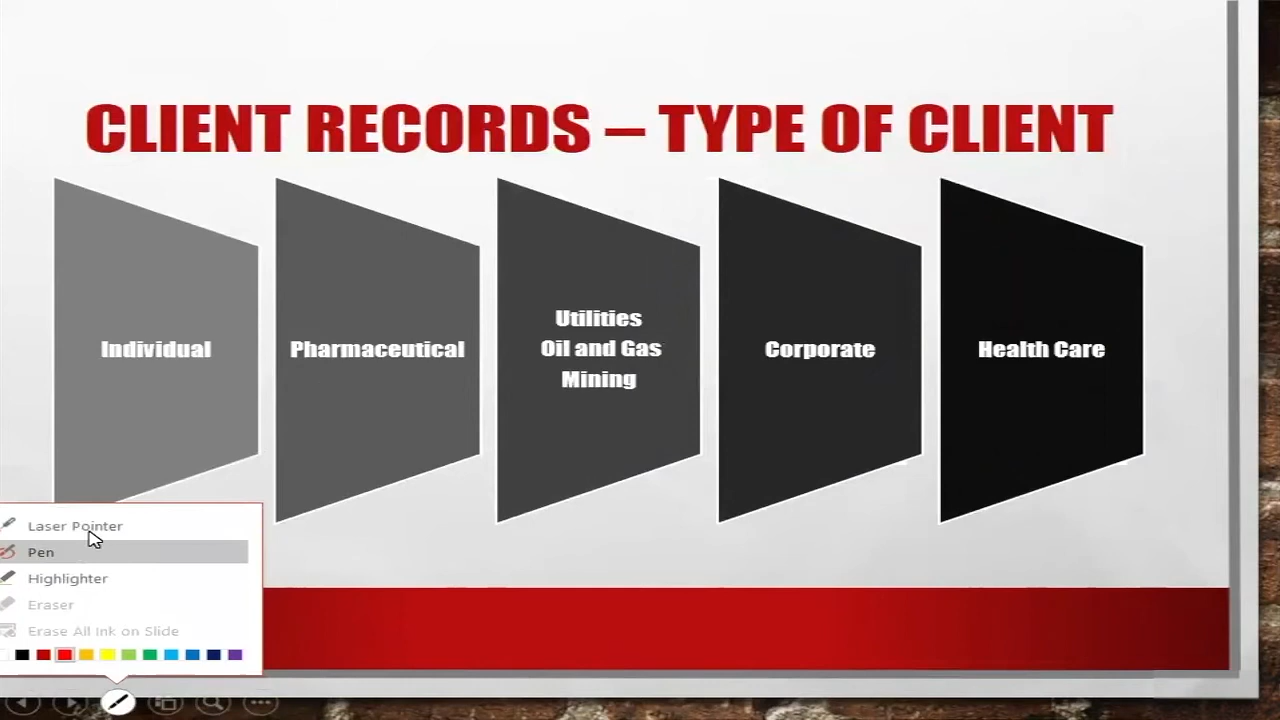 CLIENT RECORDS – TYPE OF CLIENT
Individual
Pharmaceutical
Utilities
Oil and Gas
Mining
Corporate
Health Care
Laser Pointer
Pen
Highlighter
Eraser
Erase All Ink on Slide